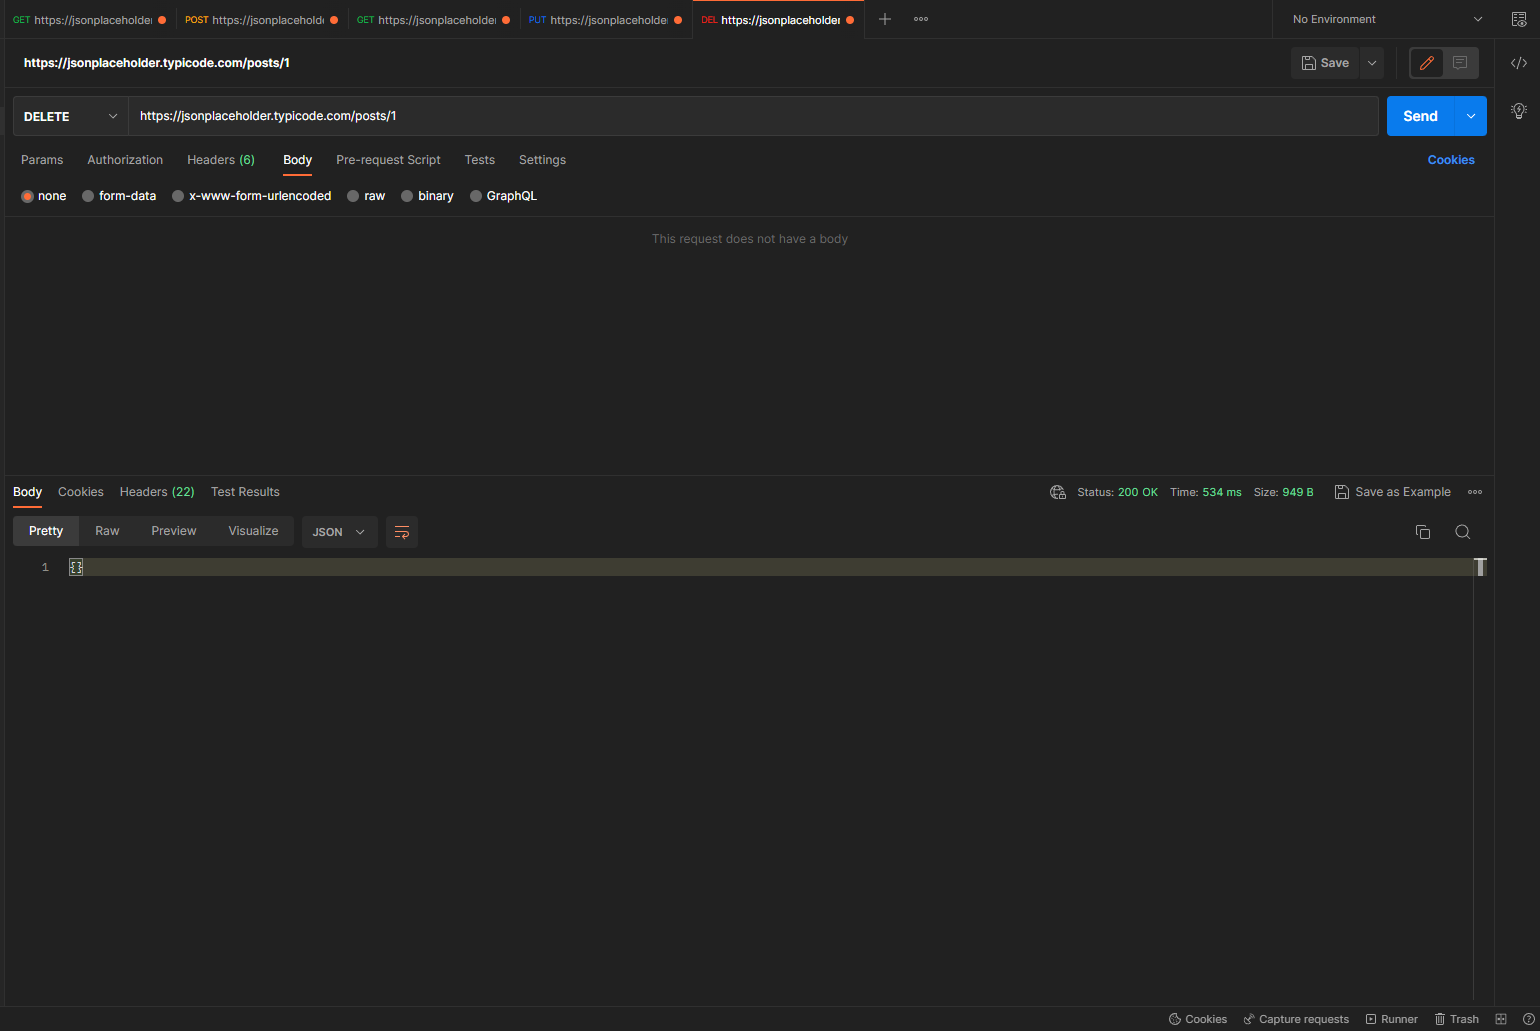 GET https://jsonplaceholder POST https://jsonplaceholder GET https://jsonplaceholder PUT https://jsonplaceholder DEL https://jsonplaceholder No Environment
https://jsonplaceholder.typicode.com/posts/1 Save
DELETE https://jsonplaceholder.typicode.com/posts/1 Send
Params Authorization Headers (6) Body Pre-request Script Tests Settings Cookies
none form-data x-www-form-urlencoded raw binary GraphQL
This request does not have a body
Body Cookies Headers (22) Test Results Status: 200 OK Time: 534 ms Size: 949 B Save as Example
Pretty Raw Preview Visualize JSON
1 {}
Cookies Capture requests Runner Trash